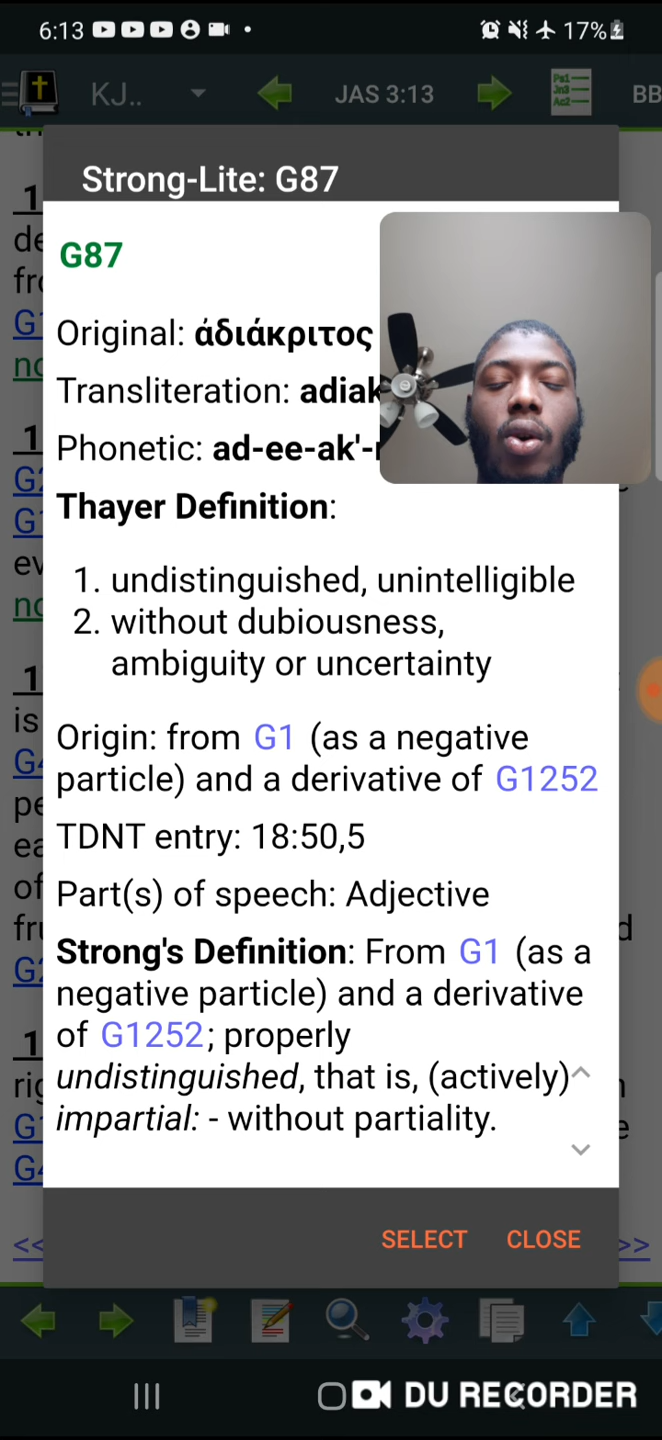 6:13 17%
KJ.. JAS 3:13 BB
Strong-Lite: G87
G87
Original: άδιάκριτος
Transliteration: adiak
Phonetic: ad-ee-ak'-
Thayer Definition:
1. undistinguished, unintelligible
2. without dubiousness,
ambiguity or uncertainty
Origin: from G1 (as a negative
particle) and a derivative of G1252
TDNT entry: 18:50,5
Part(s) of speech: Adjective
Strong's Definition: From G1 (as a
negative particle) and a derivative
of G1252; properly
undistinguished, that is, (actively)
impartial: - without partiality.
SELECT CLOSE
<< >>
DU RECORDER